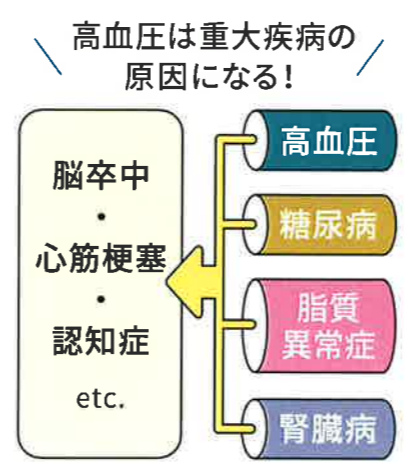 高血圧は重大疾病の
原因になる！
脳卒中
・
心筋梗塞
・
認知症
etc.
高血圧
糖尿病
脂質
異常症
腎臓病